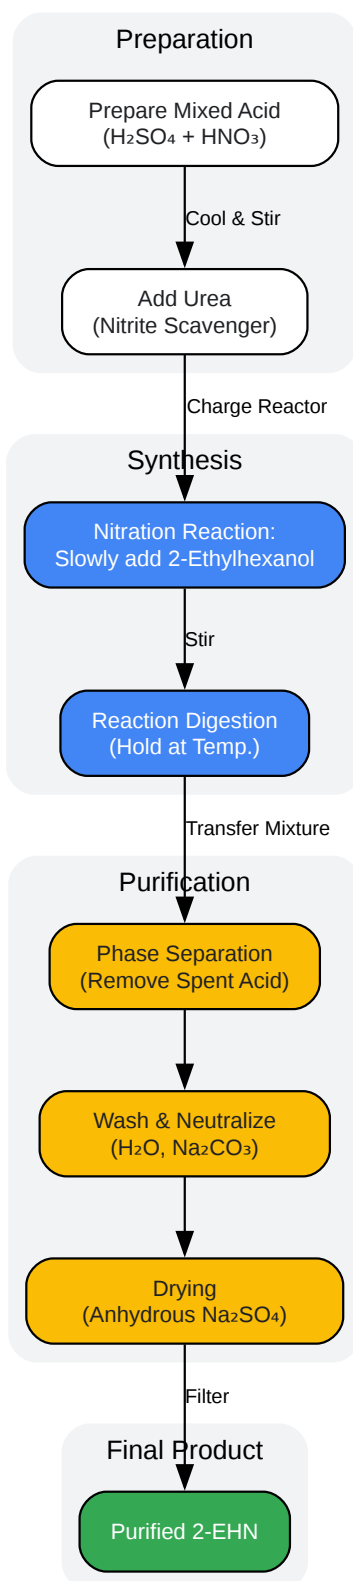 Preparation
Prepare Mixed Acid
(H₂SO₄ + HNO₃)
Cool & Stir
Add Urea
(Nitrite Scavenger)
Charge Reactor
Synthesis
Nitration Reaction:
Slowly add 2-Ethylhexanol
Stir
Reaction Digestion
(Hold at Temp.)
Transfer Mixture
Purification
Phase Separation
(Remove Spent Acid)
Wash & Neutralize
(H₂O, Na₂CO₃)
Drying
(Anhydrous Na₂SO₄)
Filter
Final Product
Purified 2-EHN